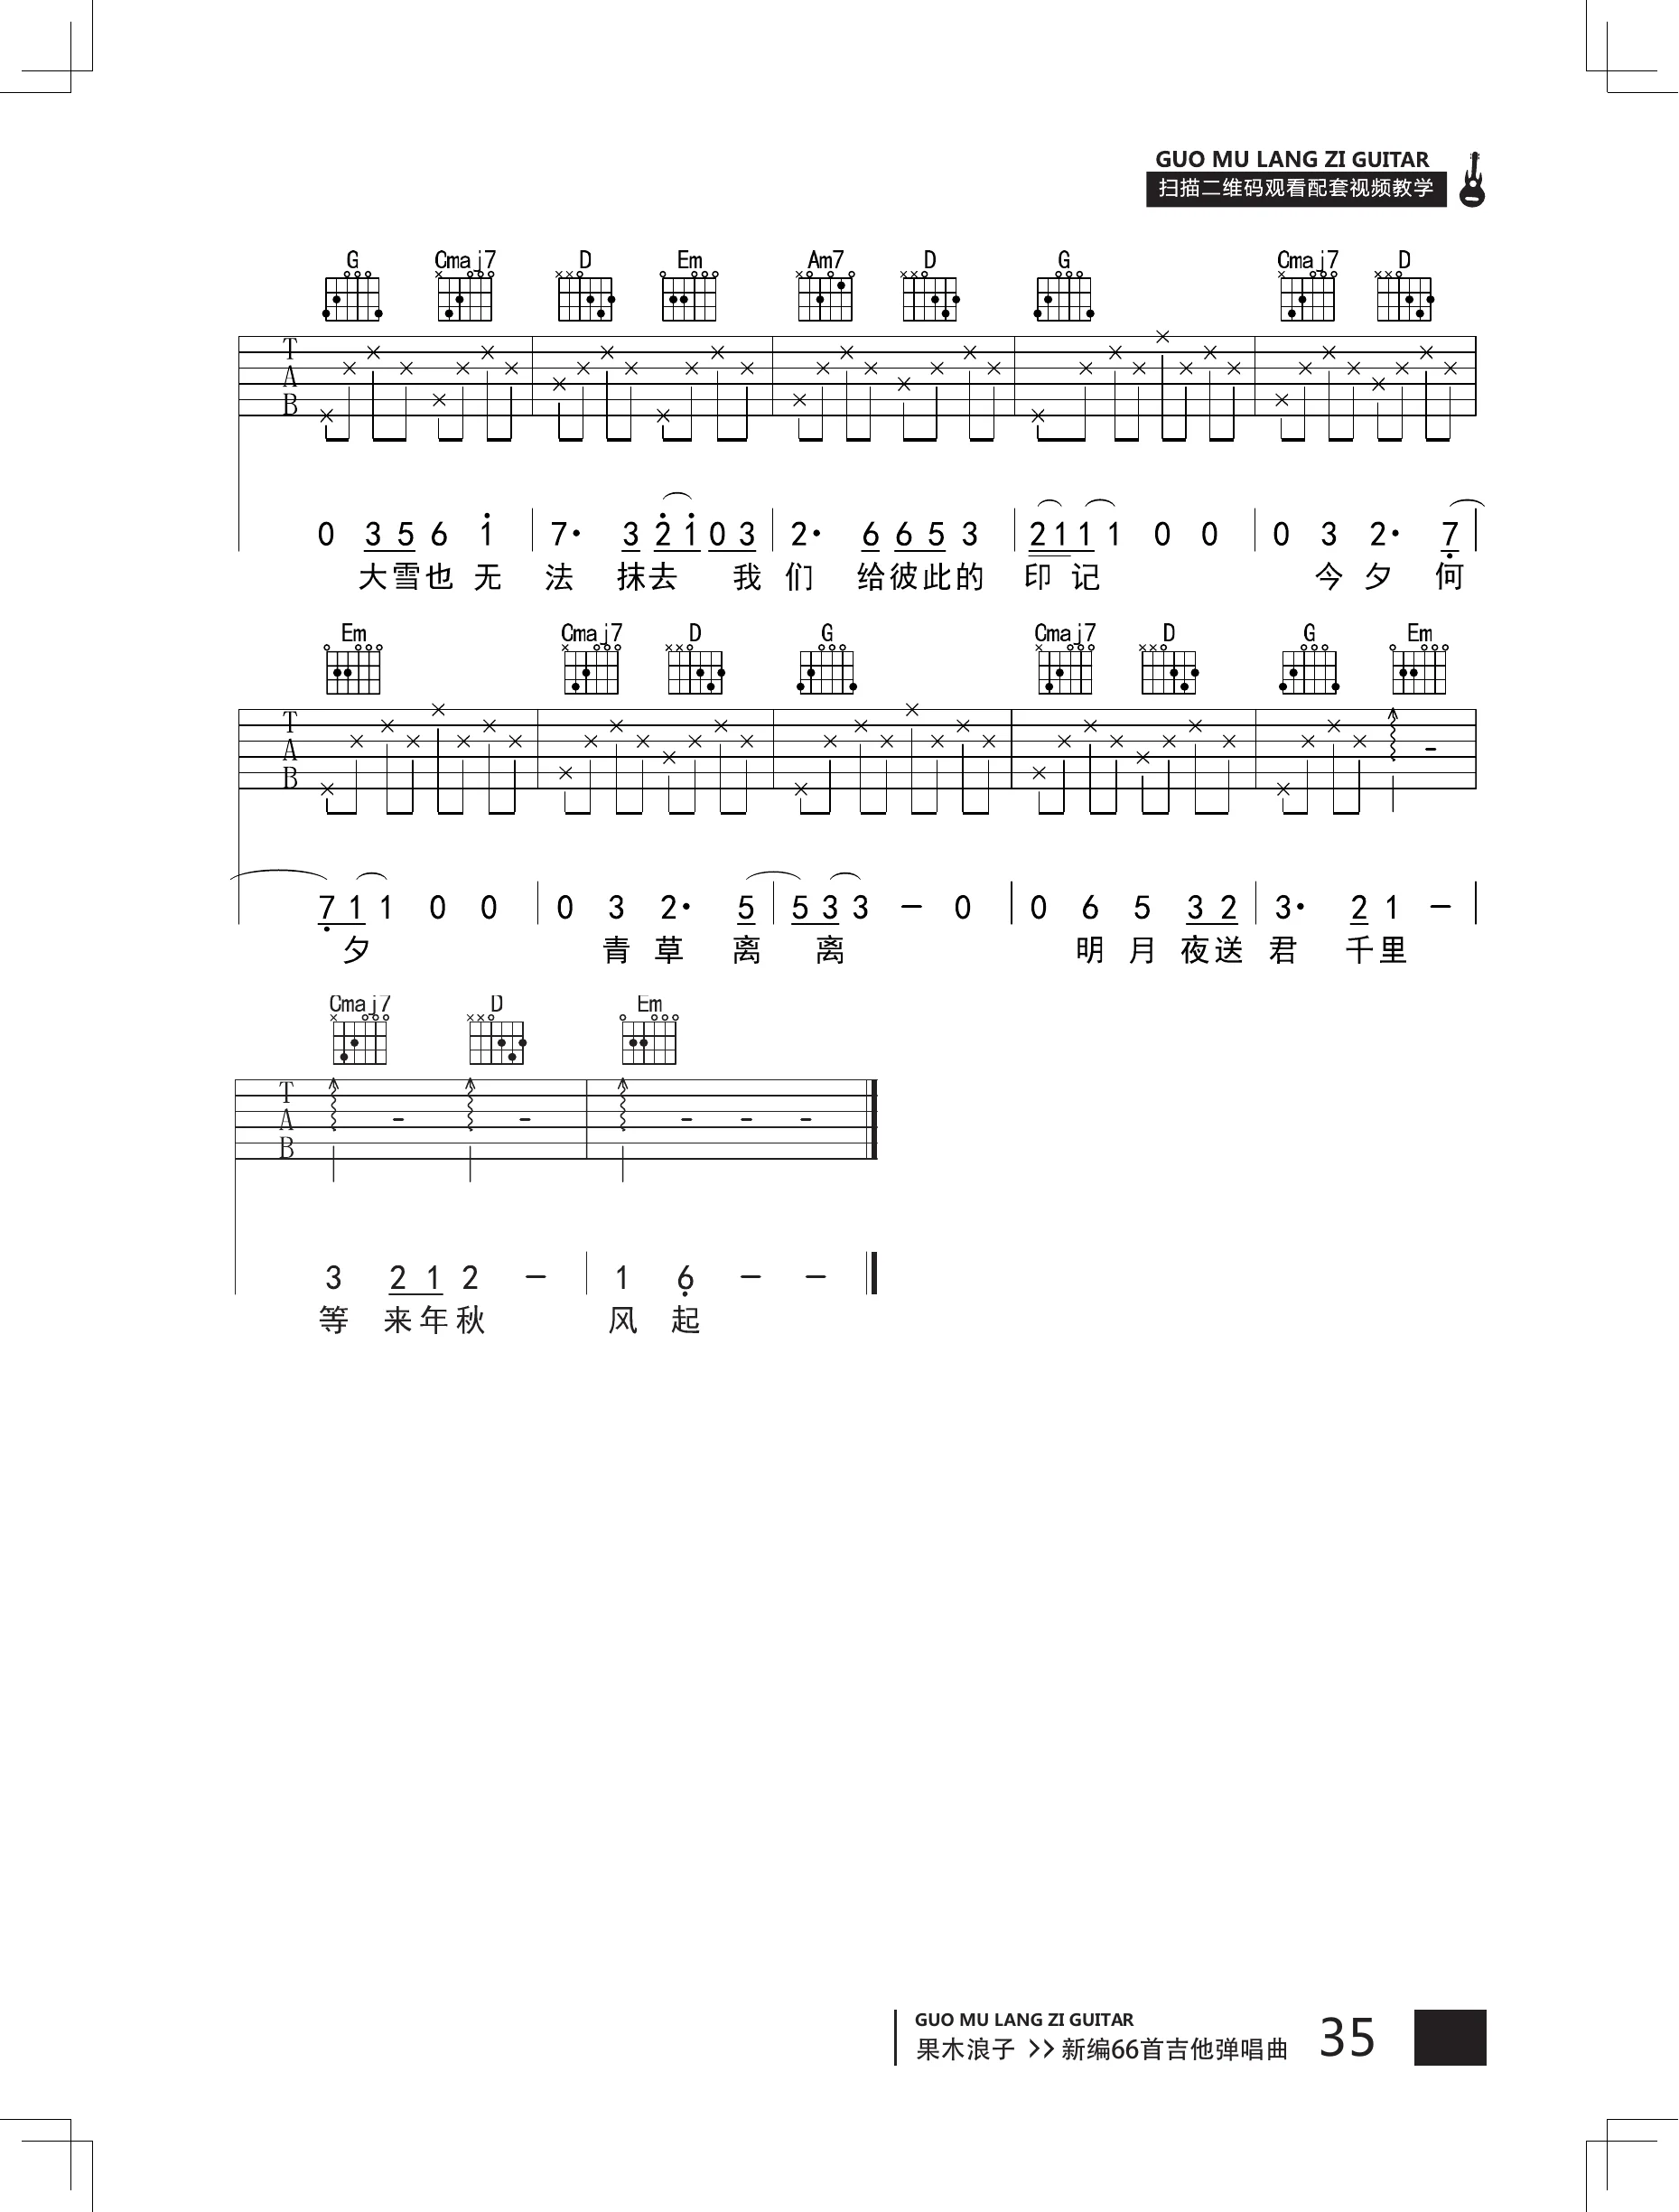 GUO MU LANG ZI GUITAR
扫描二维码观看配套视频教学
G Cmaj7 D Em Am7 D G Cmaj7 D
T
A
B
0 3 5 6 1 7· 3 2 1 0 3 2· 6 6 5 3 2 1 1 1 0 0 0 3 2· 7
大雪也无法抹去我们给彼此的印记今夕何
Em Cmaj7 D G Cmaj7 D G Em
T
A
B
7 1 1 0 0 0 3 2· 5 5 3 3 – 0 0 6 5 3 2 3· 2 1 –
夕青草离离明月夜送君千里
Cmaj7 D Em
T
A
B
3 2 1 2 – 1 6 – –
等来年秋风起
GUO MU LANG ZI GUITAR
果木浪子 >> 新编66首吉他弹唱曲 35